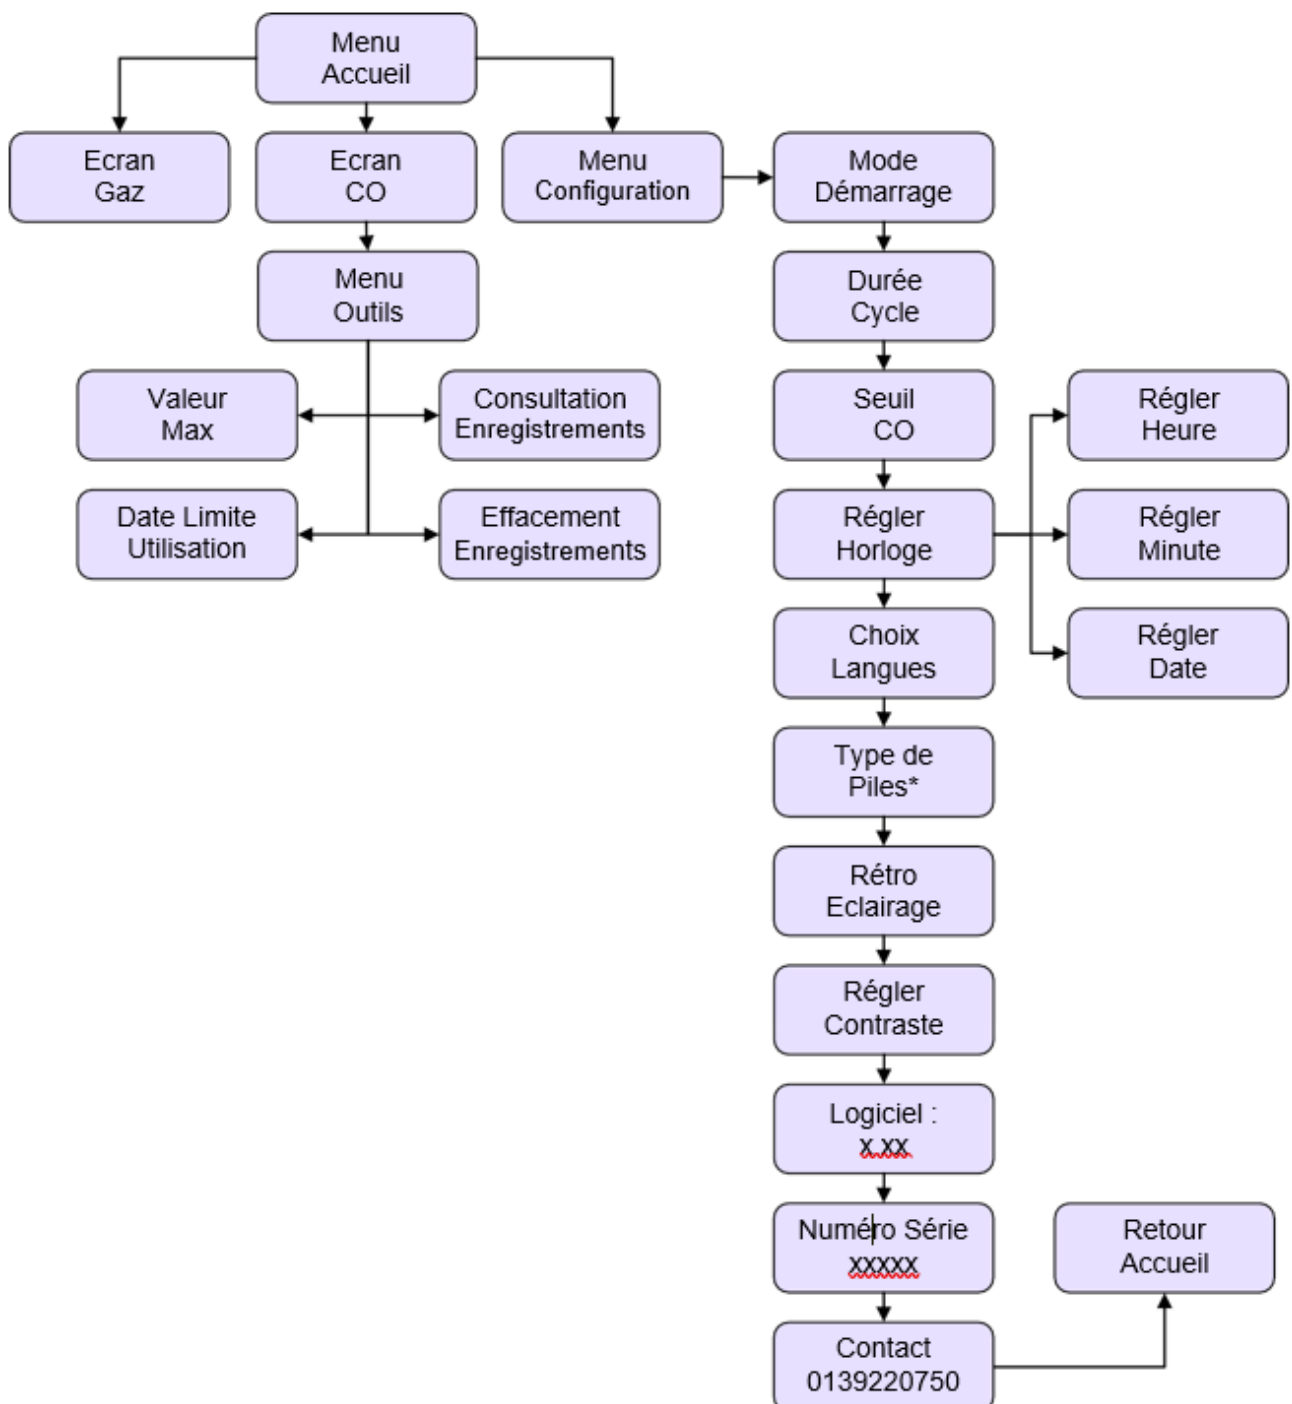 Menu
Accueil
Ecran
Gaz
Ecran
CO
Menu
Configuration
Mode
Démarrage
Menu
Outils
Durée
Cycle
Valeur
Max
Consultation
Enregistrements
Seuil
CO
Régler
Heure
Date Limite
Utilisation
Effacement
Enregistrements
Régler
Horloge
Régler
Minute
Choix
Langues
Régler
Date
Type de
Piles*
Rétro
Eclairage
Régler
Contraste
Logiciel :
X.XX
Numéro Série
XXXXX
Retour
Accueil
Contact
0139220750